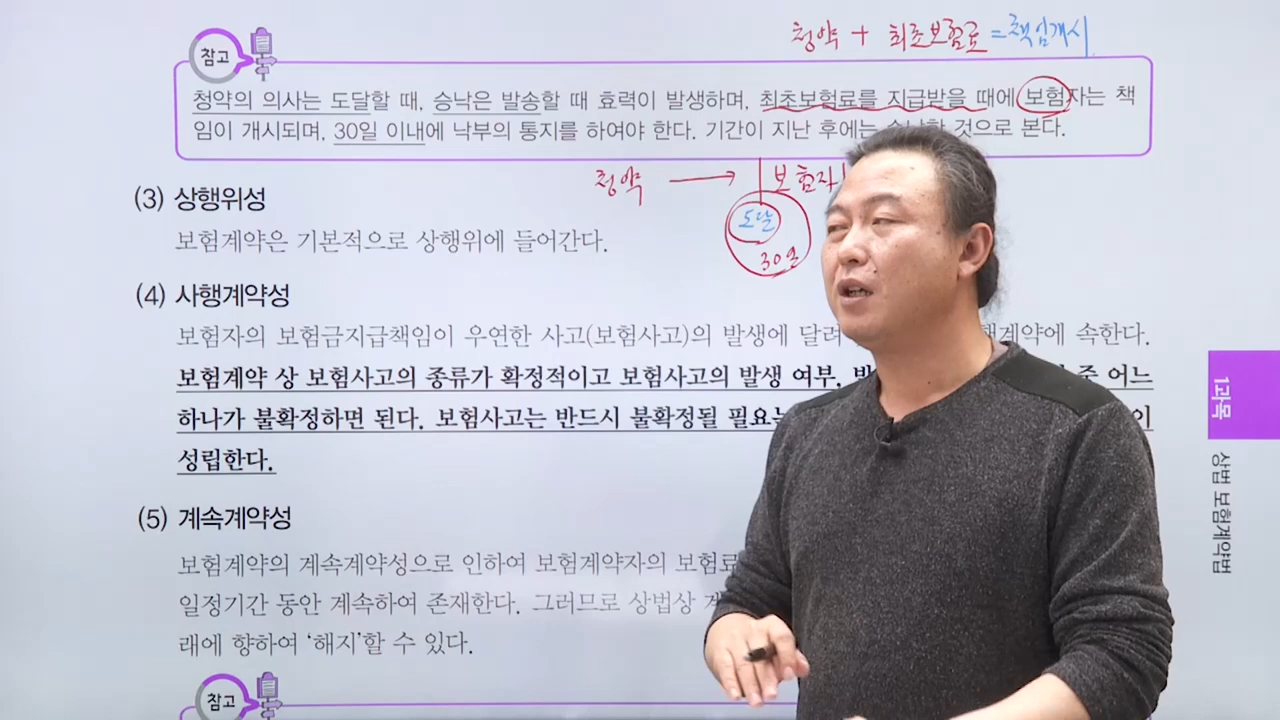 청약 + 최초보험료 = 책임개시
참고
청약의 의사는 도달할 때, 승낙은 발송할 때 효력이 발생하며, 최초보험료를 지급받을 때에 보험자는 책
임이 개시되며, 30일 이내에 낙부의 통지를 하여야 한다. 기간이 지난 후에는 것으로 본다.
청약 → 보험자
도달
30일
(3) 상행위성
보험계약은 기본적으로 상행위에 들어간다.
(4) 사행계약성
보험자의 보험금지급책임이 우연한 사고(보험사고)의 발생에 달려 속한다.
보험계약 상 보험사고의 종류가 확정적이고 보험사고의 발생 여부, 중 어느
하나가 불확정하면 된다. 보험사고는 반드시 불확정될 인
성립한다.
(5) 계속계약성
보험계약의 계속계약성으로 인하여 보험계약자의
일정기간 동안 계속하여 존재한다. 그러므로 상법상
래에 향하여 ‘해지’할 수 있다.
참고
1과목
상법 보험계약법